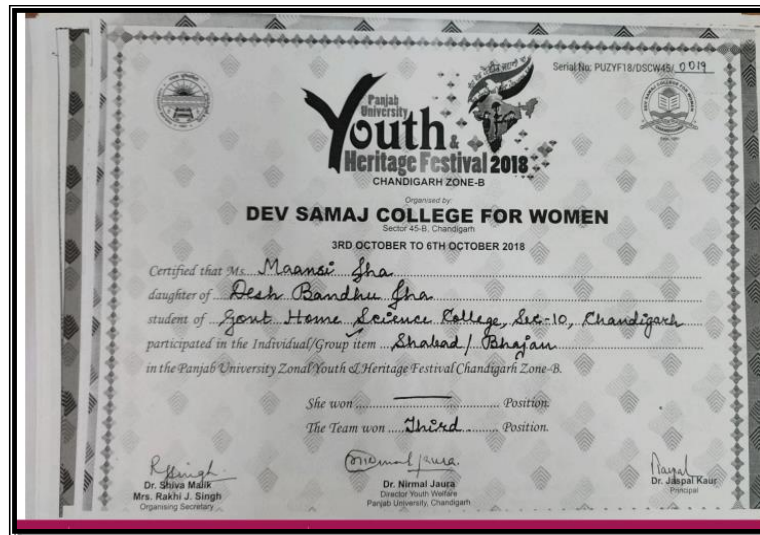 Serial No: PUZYF18/DSCW45/ 0019
Panjab
University
Youth &
Heritage Festival 2018
CHANDIGARH ZONE-B
Organised by:
DEV SAMAJ COLLEGE FOR WOMEN
Sector 45-B, Chandigarh
3RD OCTOBER TO 6TH OCTOBER 2018
Certified that Ms. Maansi Jha
daughter of Desh Bandhu Jha
student of Govt Home Science College, Sec-10, Chandigarh
participated in the Individual/Group item Shabad / Bhajan
in the Panjab University Zonal Youth & Heritage Festival Chandigarh Zone-B.
She won ——— Position.
The Team won Third Position.
Dr. Shiva Malik
Mrs. Rakhi J. Singh
Organising Secretary
Dr. Nirmal Jaura
Director Youth Welfare
Panjab University, Chandigarh
Dr. Jaspal Kaur
Principal